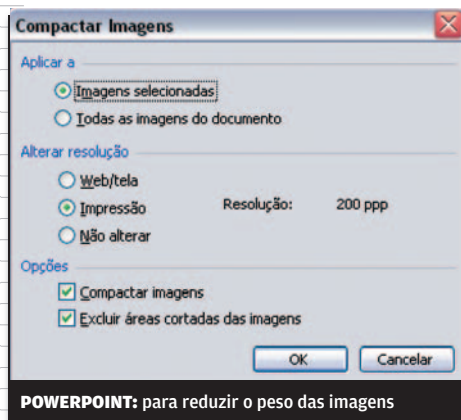 Compactar Imagens
Aplicar a
Imagens selecionadas
Todas as imagens do documento
Alterar resolução
Web/tela
Impressão Resolução: 200 ppp
Não alterar
Opções
Compactar imagens
Excluir áreas cortadas das imagens
OK Cancelar
POWERPOINT: para reduzir o peso das imagens